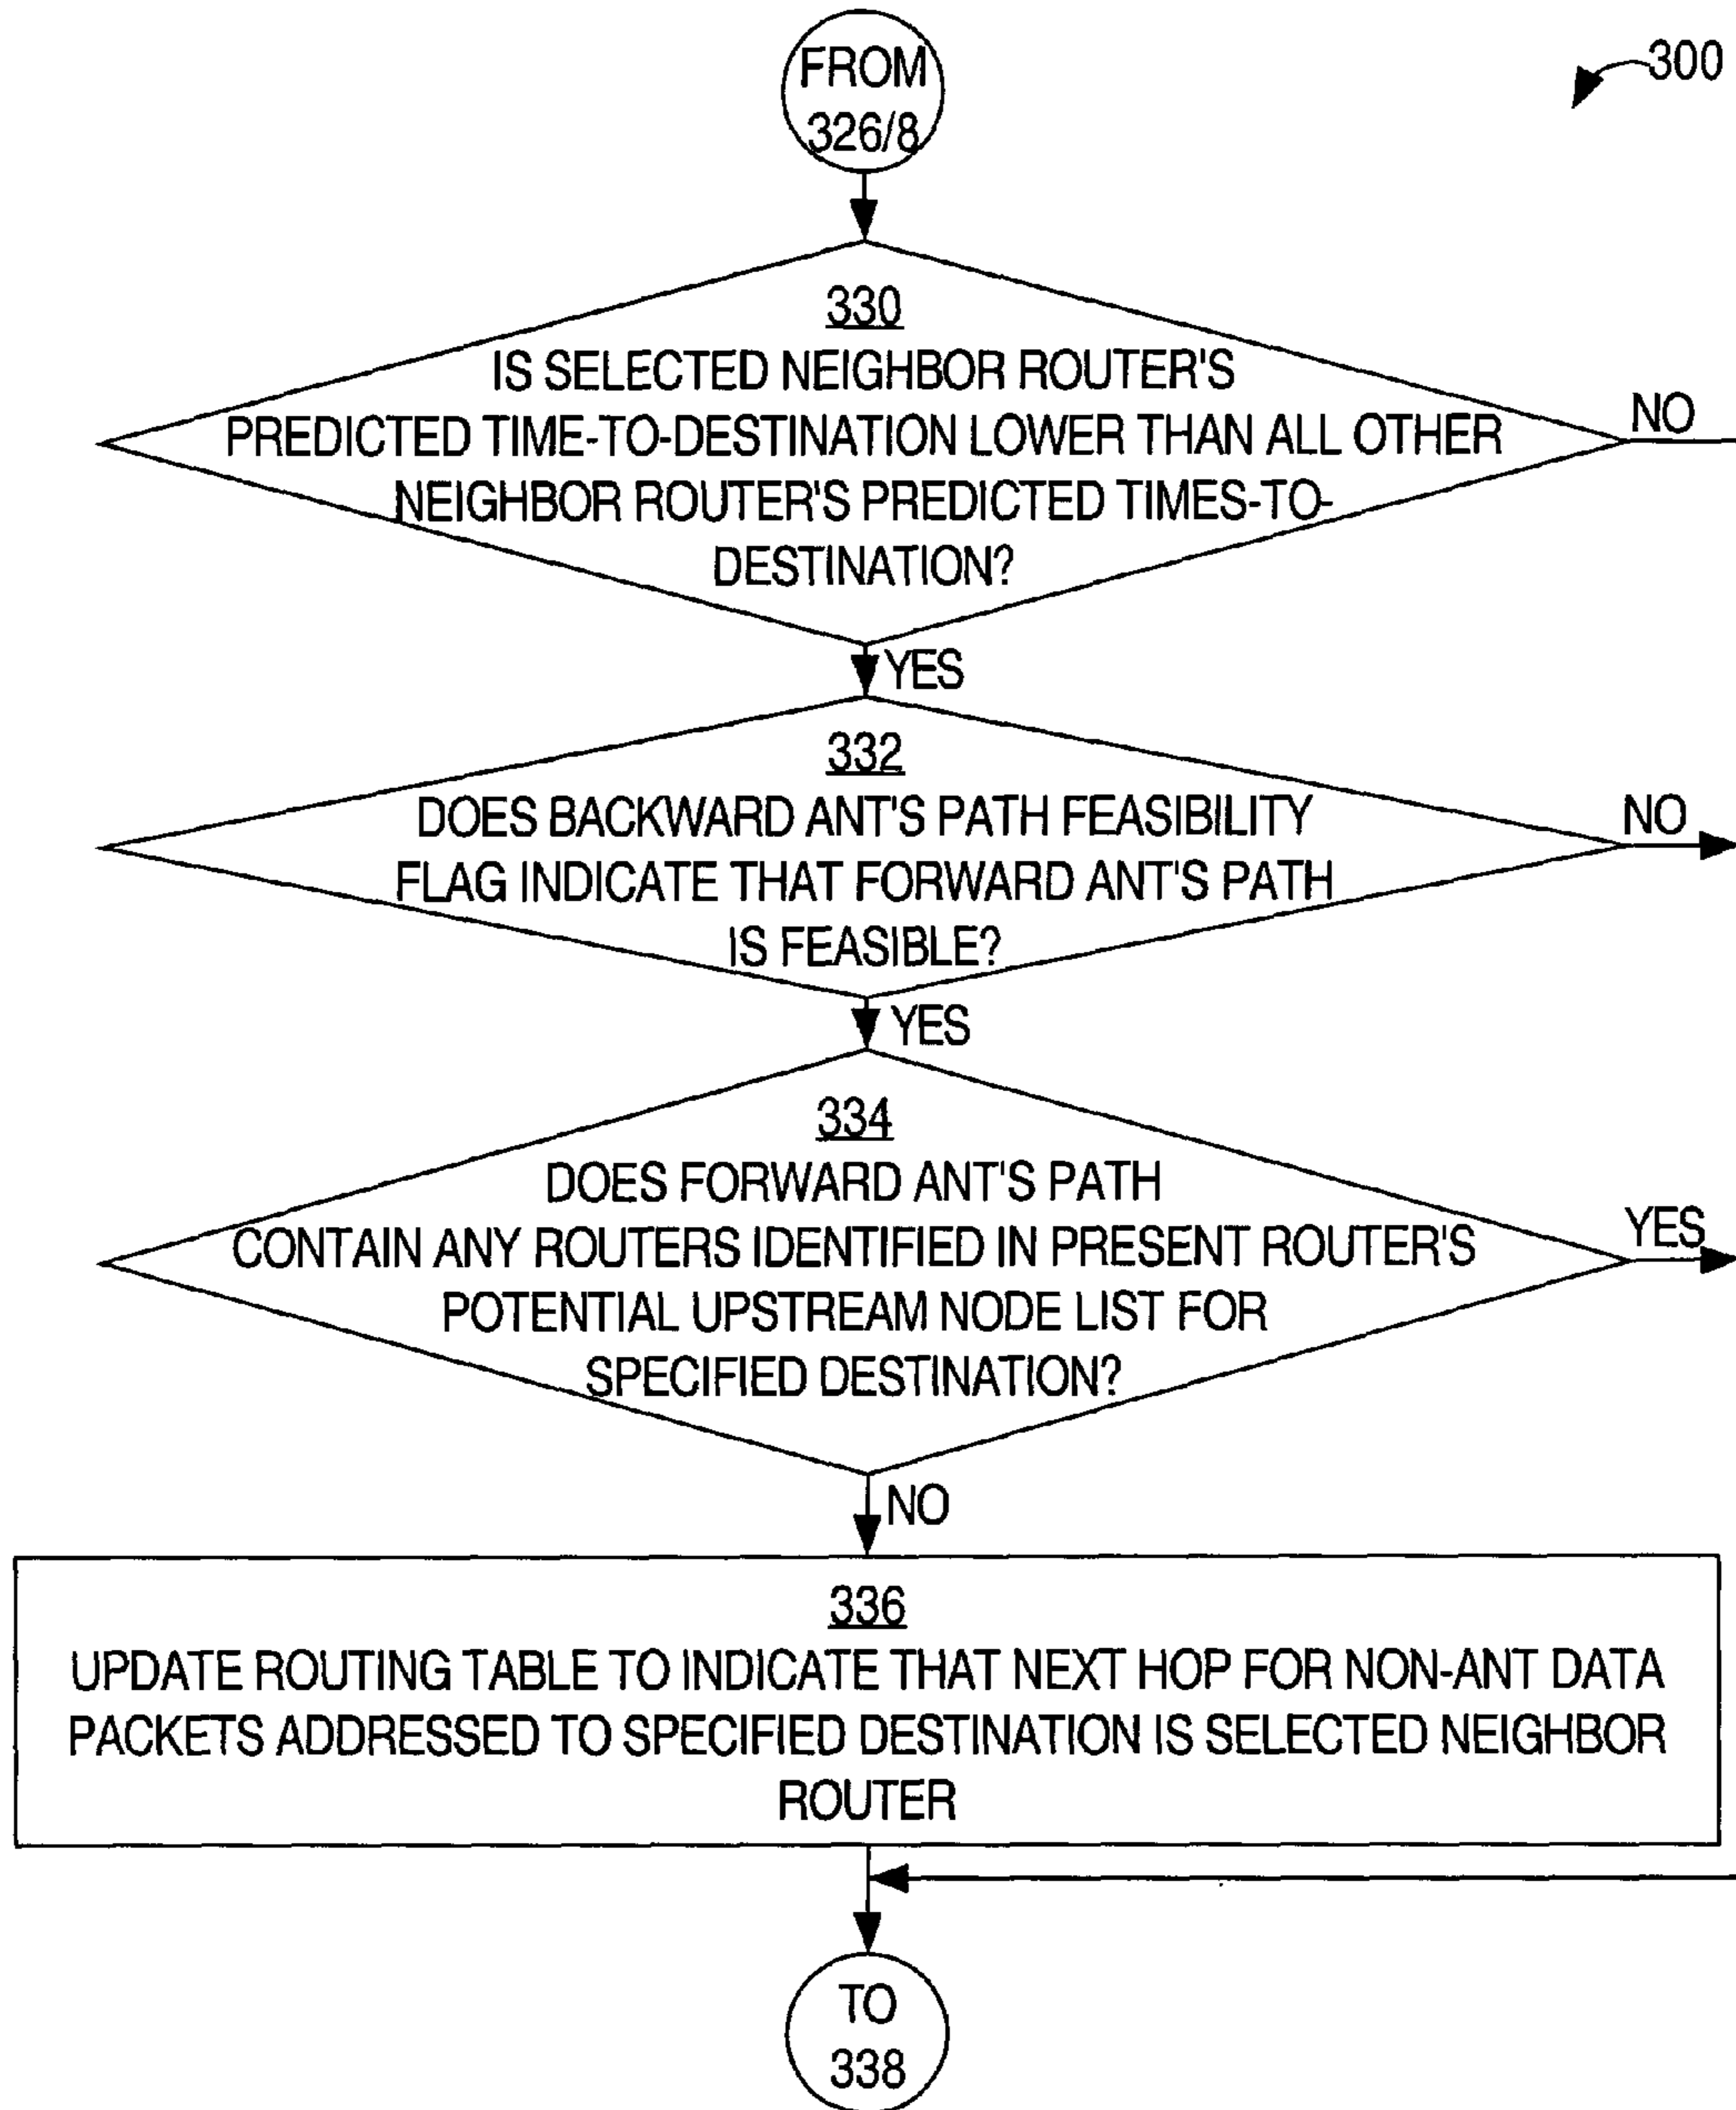 FROM
326/8
300
330
IS SELECTED NEIGHBOR ROUTER'S
PREDICTED TIME-TO-DESTINATION LOWER THAN ALL OTHER
NEIGHBOR ROUTER'S PREDICTED TIMES-TO-
DESTINATION?
NO
YES
332
DOES BACKWARD ANT'S PATH FEASIBILITY
FLAG INDICATE THAT FORWARD ANT'S PATH
IS FEASIBLE?
NO
YES
334
DOES FORWARD ANT'S PATH
CONTAIN ANY ROUTERS IDENTIFIED IN PRESENT ROUTER'S
POTENTIAL UPSTREAM NODE LIST FOR
SPECIFIED DESTINATION?
YES
NO
336
UPDATE ROUTING TABLE TO INDICATE THAT NEXT HOP FOR NON-ANT DATA
PACKETS ADDRESSED TO SPECIFIED DESTINATION IS SELECTED NEIGHBOR
ROUTER
TO
338